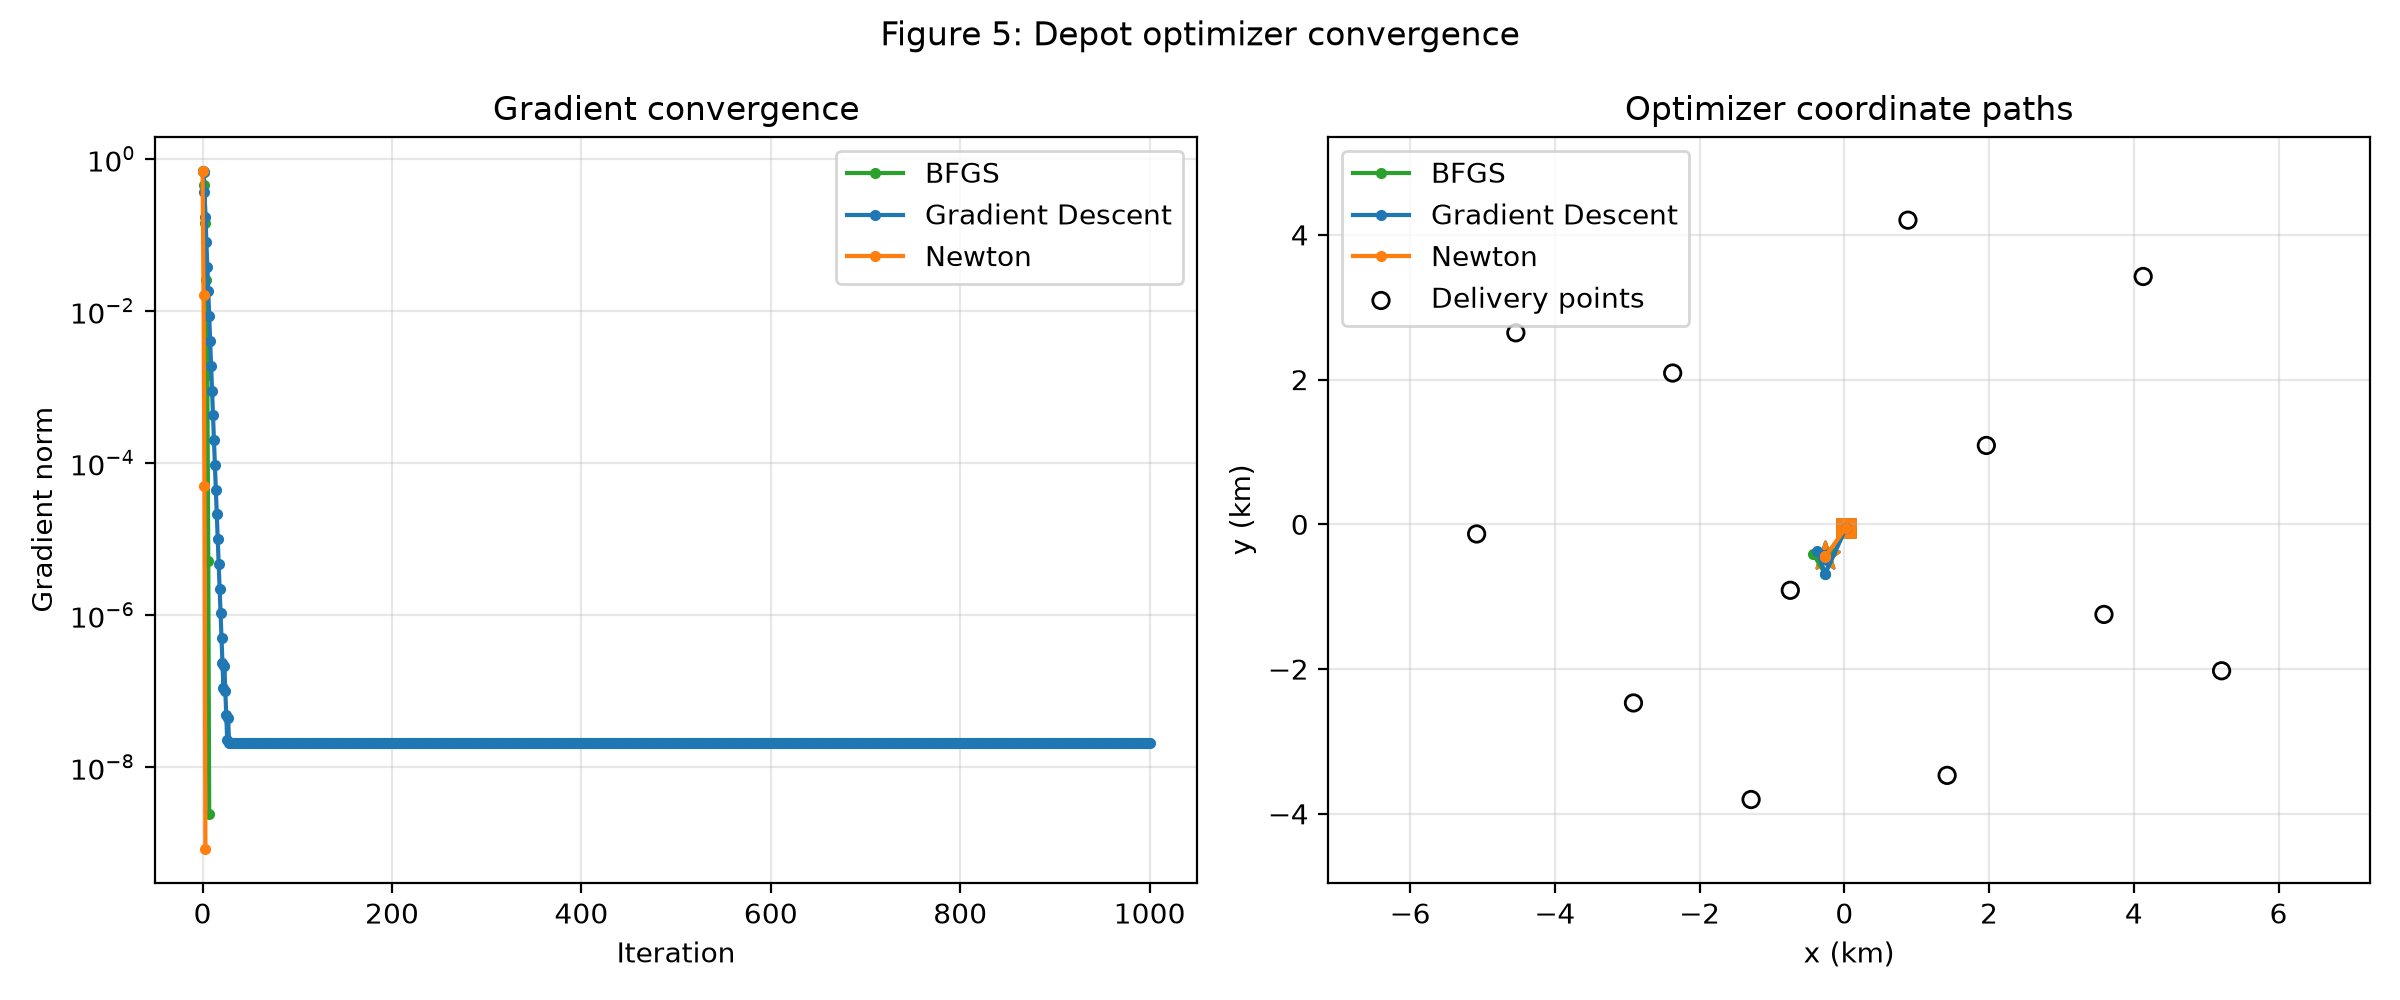 Figure 5: Depot optimizer convergence
Gradient convergence
10⁰
10⁻²
10⁻⁴
10⁻⁶
10⁻⁸
Gradient norm
BFGS
Gradient Descent
Newton
0 200 400 600 800 1000
Iteration
Optimizer coordinate paths
4
2
0
−2
−4
y (km)
BFGS
Gradient Descent
Newton
Delivery points
−6 −4 −2 0 2 4 6
x (km)